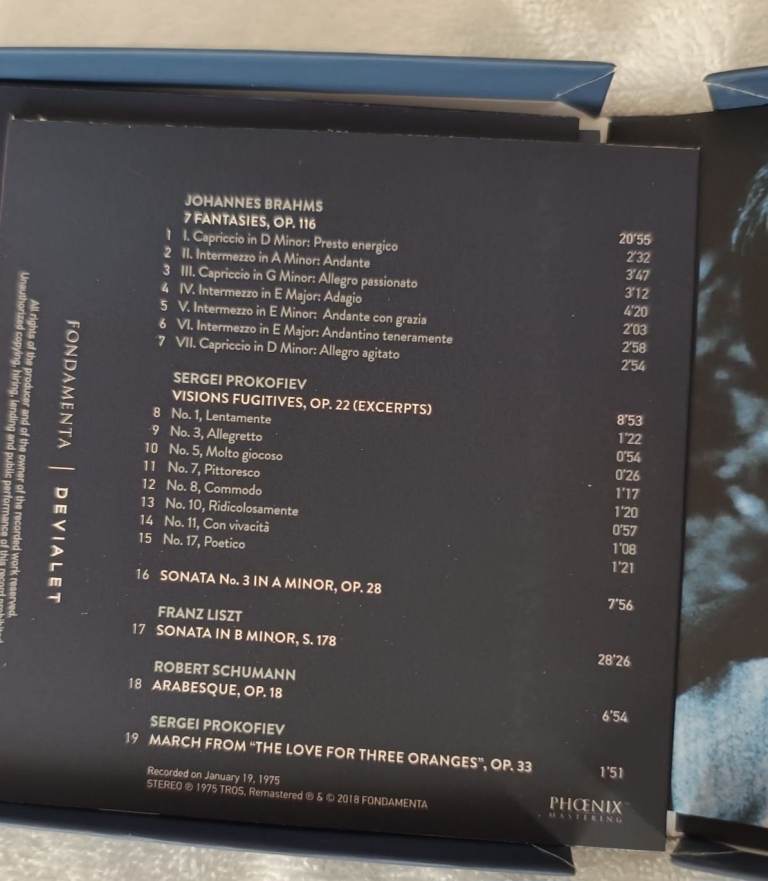 JOHANNES BRAHMS
7 FANTASIES, OP. 116 20'55
1 I. Capriccio in D Minor: Presto energico 2'32
2 II. Intermezzo in A Minor: Andante 3'47
3 III. Capriccio in G Minor: Allegro passionato 3'12
4 IV. Intermezzo in E Major: Adagio 4'20
5 V. Intermezzo in E Minor: Andante con grazia 2'03
6 VI. Intermezzo in E Major: Andantino teneramente 2'58
7 VII. Capriccio in D Minor: Allegro agitato 2'54
SERGEI PROKOFIEV
VISIONS FUGITIVES, OP. 22 (EXCERPTS) 8'53
8 No. 1, Lentamente 1'22
9 No. 3, Allegretto 0'54
10 No. 5, Molto giocoso 0'26
11 No. 7, Pittoresco 1'17
12 No. 8, Commodo 1'20
13 No. 10, Ridicolosamente 0'57
14 No. 11, Con vivacità 1'08
15 No. 17, Poetico 1'21
16 SONATA No. 3 IN A MINOR, OP. 28 7'56
FRANZ LISZT
17 SONATA IN B MINOR, S. 178 28'26
ROBERT SCHUMANN
18 ARABESQUE, OP. 18 6'54
SERGEI PROKOFIEV
19 MARCH FROM "THE LOVE FOR THREE ORANGES", OP. 33 1'51
Recorded on January 19, 1975
STEREO ℗ 1975 TROS, Remastered ℗ & © 2018 FONDAMENTA
PHŒNIX
MASTERING
FONDAMENTA | DEVIALET
All rights of the producer and of the owner of the recorded work reserved.
Unauthorized copying, hiring, lending and public performance of this record